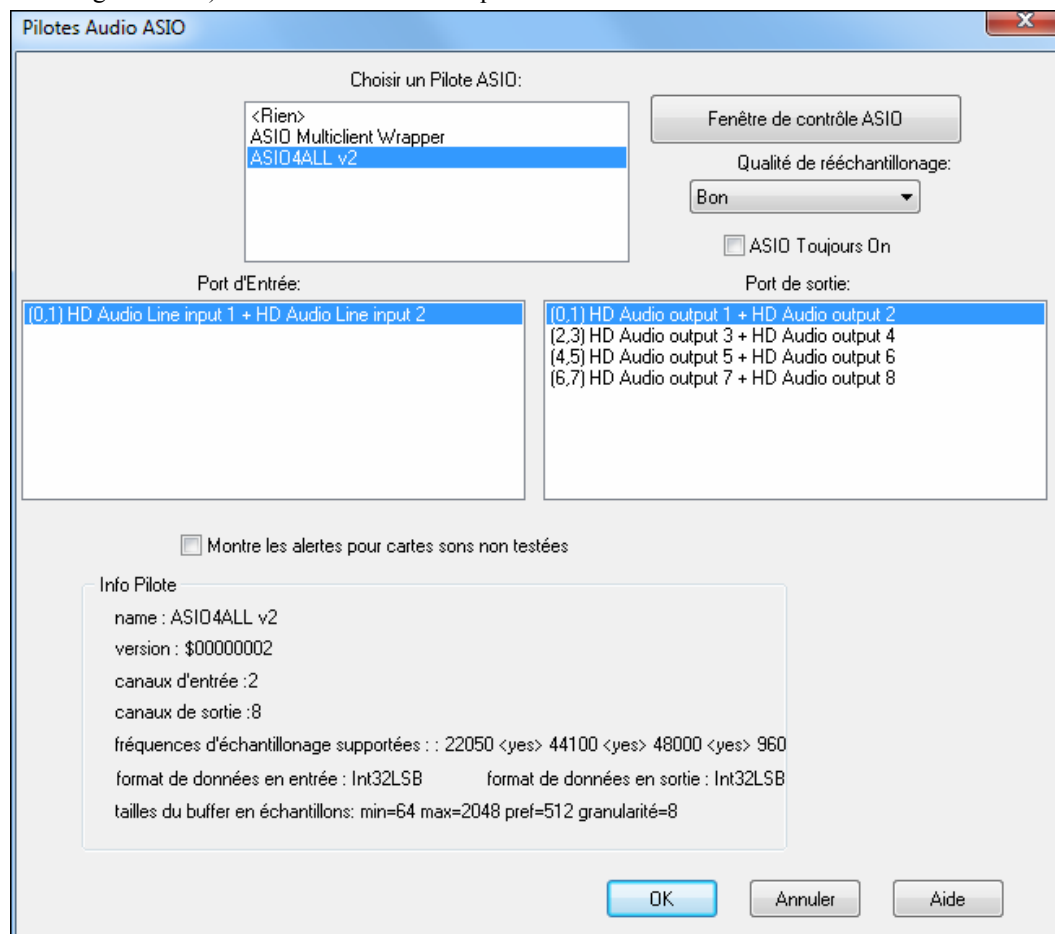 Pilotes Audio ASIO
Choisir un Pilote ASIO:
<Rien>
ASIO Multiclient Wrapper
ASIO4ALL v2
Fenêtre de contrôle ASIO
Qualité de rééchantillonage:
Bon
ASIO Toujours On
Port d'Entrée:
(0,1) HD Audio Line input 1 + HD Audio Line input 2
Port de sortie:
(0,1) HD Audio output 1 + HD Audio output 2
(2,3) HD Audio output 3 + HD Audio output 4
(4,5) HD Audio output 5 + HD Audio output 6
(6,7) HD Audio output 7 + HD Audio output 8
Montre les alertes pour cartes sons non testées
Info Pilote
name : ASIO4ALL v2
version : $00000002
canaux d'entrée :2
canaux de sortie :8
fréquences d'échantillonage supportées : : 22050 <yes> 44100 <yes> 48000 <yes> 960
format de données en entrée : Int32LSB format de données en sortie : Int32LSB
tailles du buffer en échantillons: min=64 max=2048 pref=512 granularité=8
OK Annuler Aide